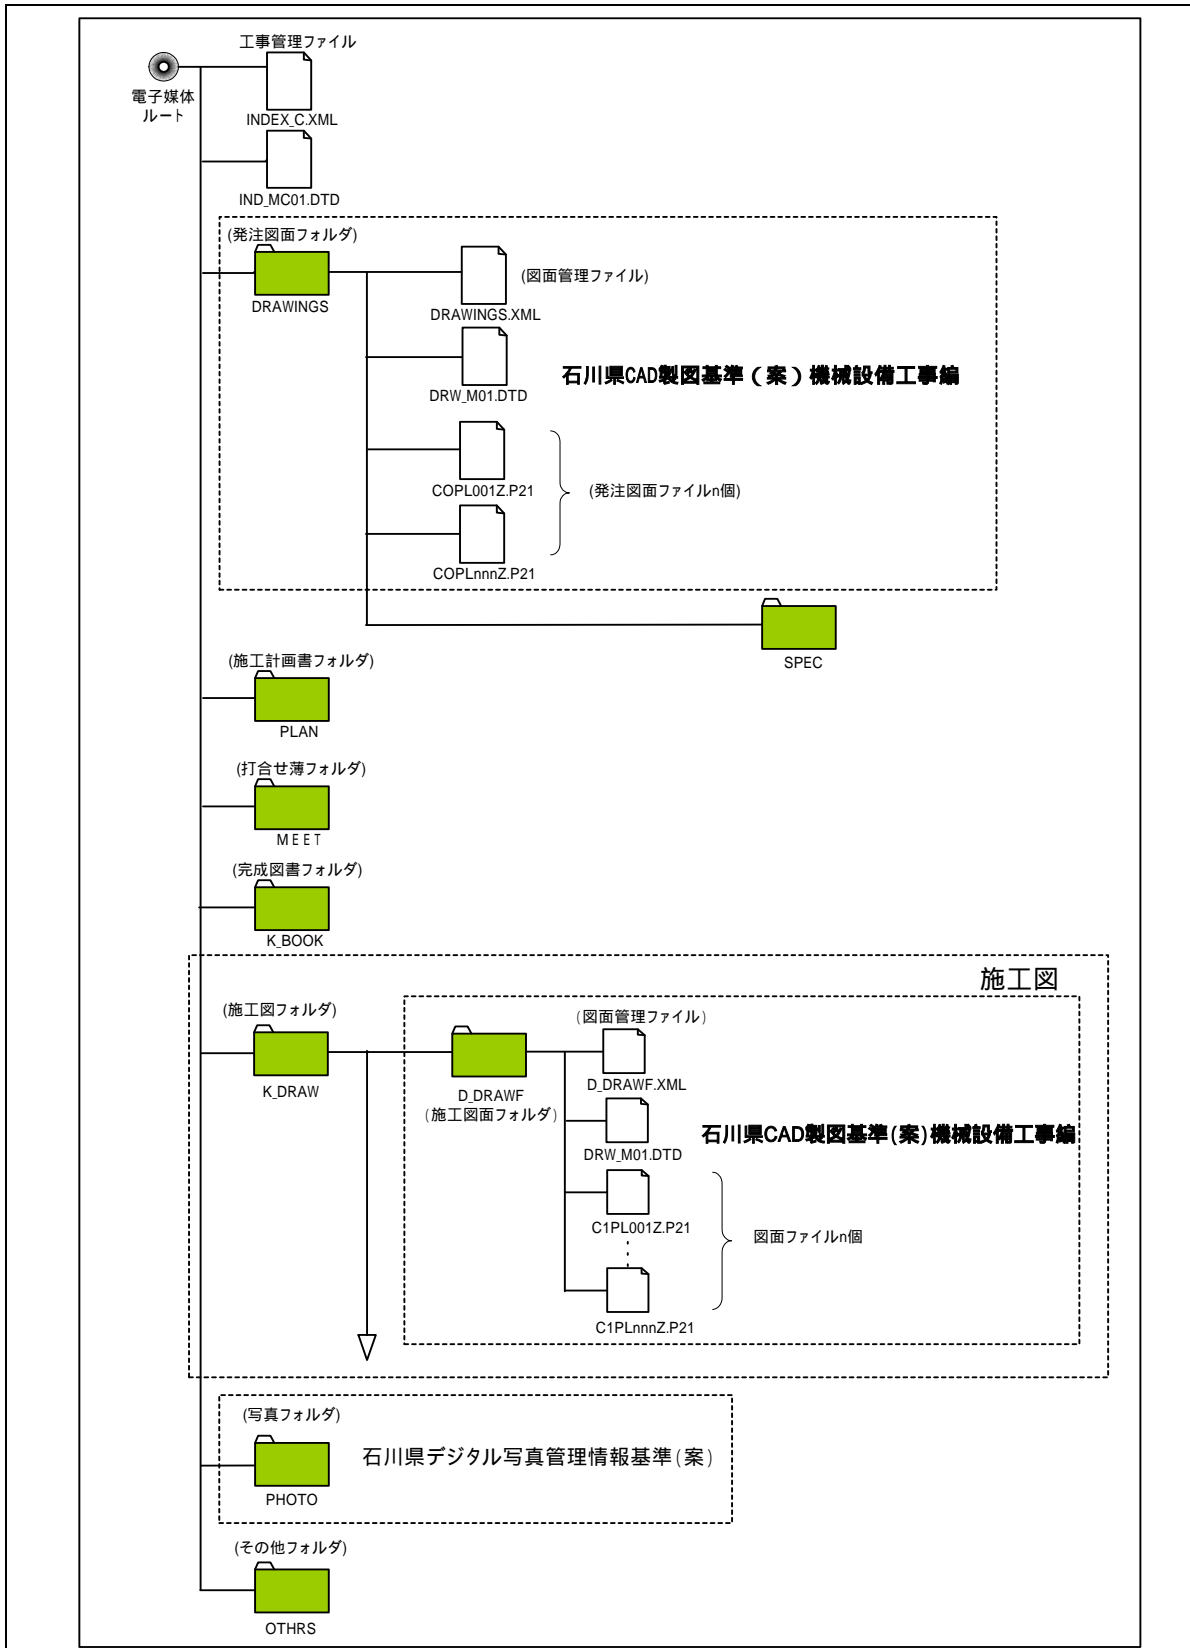 工事管理ファイル
電子媒体
ルート
INDEX_C.XML
IND_MC01.DTD
(発注図面フォルダ)
DRAWINGS
(図面管理ファイル)
DRAWINGS.XML
DRW_M01.DTD
石川県CAD製図基準(案)機械設備工事編
COPL001Z.P21
(発注図面ファイルn個)
COPLnnnZ.P21
SPEC
(施工計画書フォルダ)
PLAN
(打合せ薄フォルダ)
MEET
(完成図書フォルダ)
K_BOOK
施工図
(施工図フォルダ)
K_DRAW
D_DRAWF
(施工図面フォルダ)
(図面管理ファイル)
D_DRAWF.XML
DRW_M01.DTD
石川県CAD製図基準(案)機械設備工事編
C1PL001Z.P21
図面ファイルn個
C1PLnnnZ.P21
(写真フォルダ)
PHOTO
石川県デジタル写真管理情報基準(案)
(その他フォルダ)
OTHRS